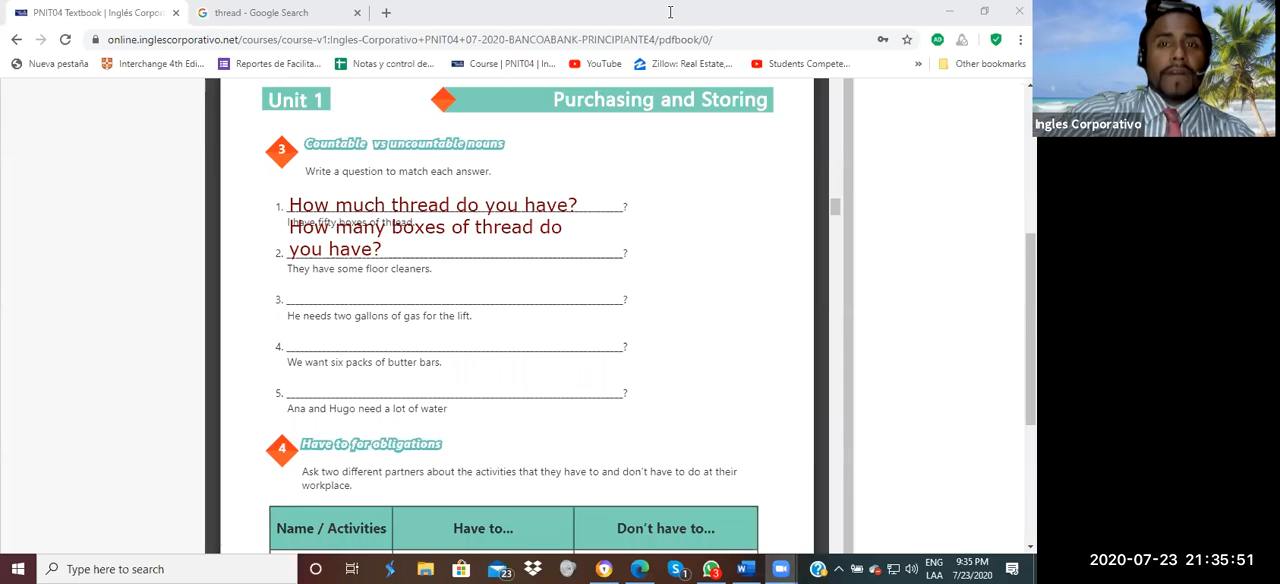 PNIT04 Textbook | Inglés Corpora
thread - Google Search
online.inglescorporativo.net/courses/course-v1:Ingles-Corporativo+PNIT04+07-2020-BANCOABANK-PRINCIPIANTE4/pdfbook/0/
Nueva pestaña
Interchange 4th Edi...
Reportes de Facilita...
Notas y control de...
Course | PNIT04 | In...
YouTube
Zillow: Real Estate,...
Students Compete...
»
Other bookmarks
Ingles Corporativo
Unit 1
Purchasing and Storing
3
Countable vs uncountable nouns
Write a question to match each answer.
1. How much thread do you have? ?
I have fifty boxes of thread
How many boxes of thread do
you have?
2. ?
They have some floor cleaners.
3. ?
He needs two gallons of gas for the lift.
4. ?
We want six packs of butter bars.
5. ?
Ana and Hugo need a lot of water
4
Have to for obligations
Ask two different partners about the activities that they have to and don't have to do at their
workplace.
Name / Activities
Have to...
Don't have to...
Type here to search
23
1
3
ENG
LAA
9:35 PM
7/23/2020
2020-07-23 21:35:51